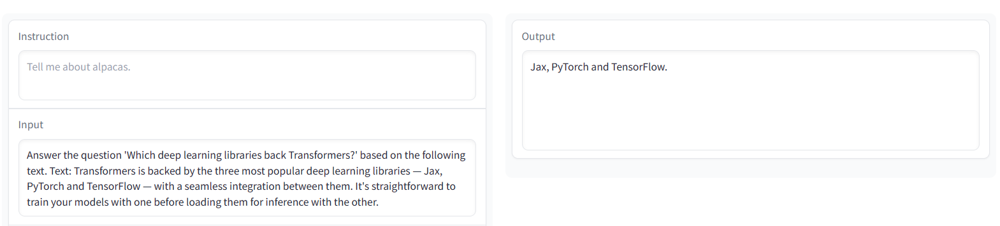 Instruction
Tell me about alpacas.
Input
Answer the question 'Which deep learning libraries back Transformers?' based on the following
text. Text: Transformers is backed by the three most popular deep learning libraries — Jax,
PyTorch and TensorFlow — with a seamless integration between them. It's straightforward to
train your models with one before loading them for inference with the other.
Output
Jax, PyTorch and TensorFlow.